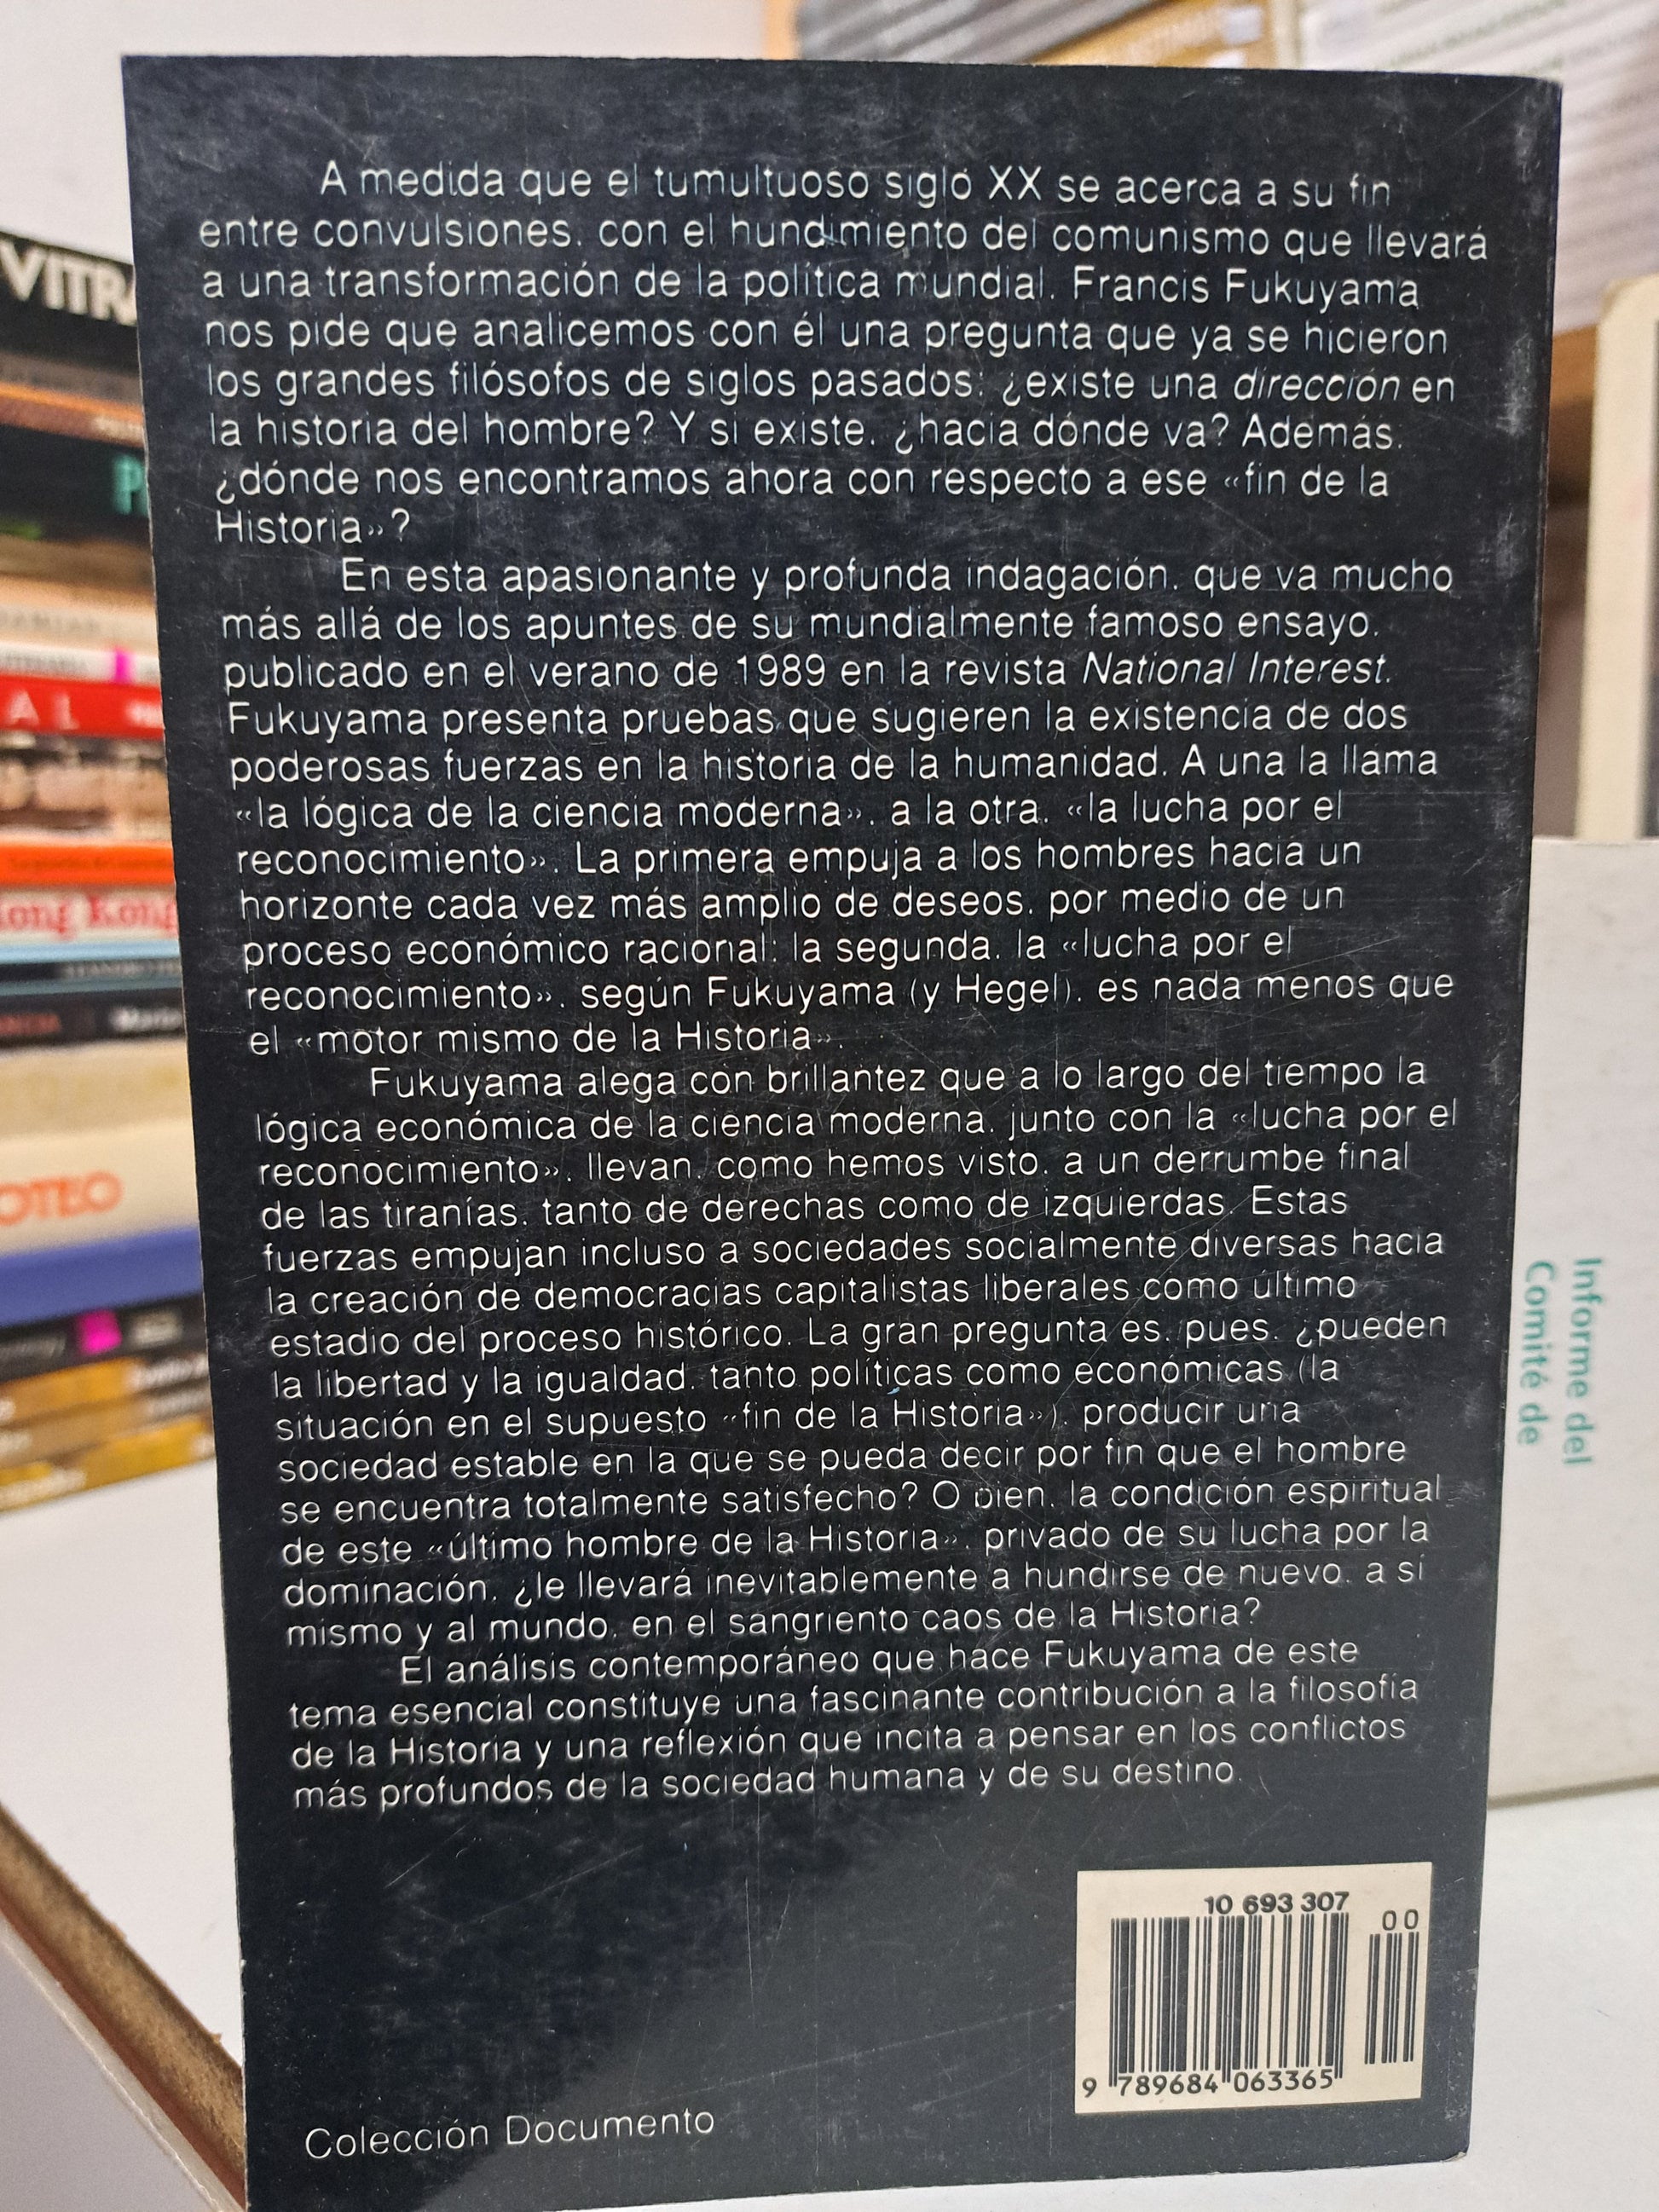 A medida que el tumultuoso siglo XX se acerca a su fin
entre convulsiones, con el hundimiento del comunismo que llevará
a una transformación de la política mundial, Francis Fukuyama
nos pide que analicemos con él una pregunta que ya se hicieron
los grandes filósofos de siglos pasados: ¿existe una dirección en
la historia del hombre? Y si existe, ¿hacia dónde va? Además,
¿dónde nos encontramos ahora con respecto a ese «fin de la
Historia»?
En esta apasionante y profunda indagación, que va mucho
más allá de los apuntes de su mundialmente famoso ensayo,
publicado en el verano de 1989 en la revista National Interest,
Fukuyama presenta pruebas que sugieren la existencia de dos
poderosas fuerzas en la historia de la humanidad. A una la llama
«la lógica de la ciencia moderna», a la otra, «la lucha por el
reconocimiento». La primera empuja a los hombres hacia un
horizonte cada vez más amplio de deseos, por medio de un
proceso económico racional; la segunda, la «lucha por el
reconocimiento», según Fukuyama (y Hegel), es nada menos que
el «motor mismo de la Historia».
Fukuyama alega con brillantez que a lo largo del tiempo la
lógica económica de la ciencia moderna, junto con la «lucha por el
reconocimiento», llevan, como hemos visto, a un derrumbe final
de las tiranías, tanto de derechas como de izquierdas. Estas
fuerzas empujan incluso a sociedades socialmente diversas hacia
la creación de democracias capitalistas liberales como último
estadio del proceso histórico. La gran pregunta es, pues, ¿pueden
la libertad y la igualdad, tanto políticas como económicas (la
situación en el supuesto «fin de la Historia»), producir una
sociedad estable en la que se pueda decir por fin que el hombre
se encuentra totalmente satisfecho? O bien, la condición espiritual
de este «último hombre de la Historia», privado de su lucha por la
dominación, ¿le llevará inevitablemente a hundirse de nuevo, a sí
mismo y al mundo, en el sangriento caos de la Historia?
El análisis contemporáneo que hace Fukuyama de este
tema esencial constituye una fascinante contribución a la filosofía
de la Historia y una reflexión que incita a pensar en los conflictos
más profundos de la sociedad humana y de su destino.
10 693 307
00
9 789684 063365
Colección Documento
VITR
Hong Kong
OTEO
Informe del
Comité de